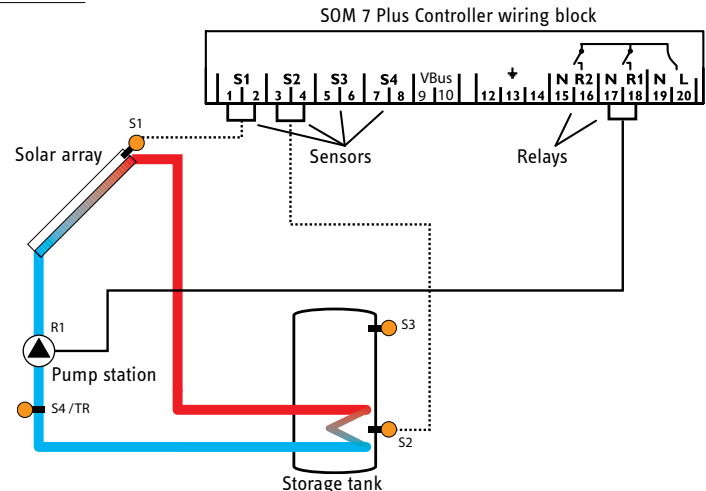 SOM 7 Plus Controller wiring block
S1 S2 S3 S4 VBus ⏚ N R2 N R1 N L
1 2 3 4 5 6 7 8 9 10 12 13 14 15 16 17 18 19 20
S1
Solar array
Sensors
Relays
R1
S3
Pump station
S4 /TR
S2
Storage tank